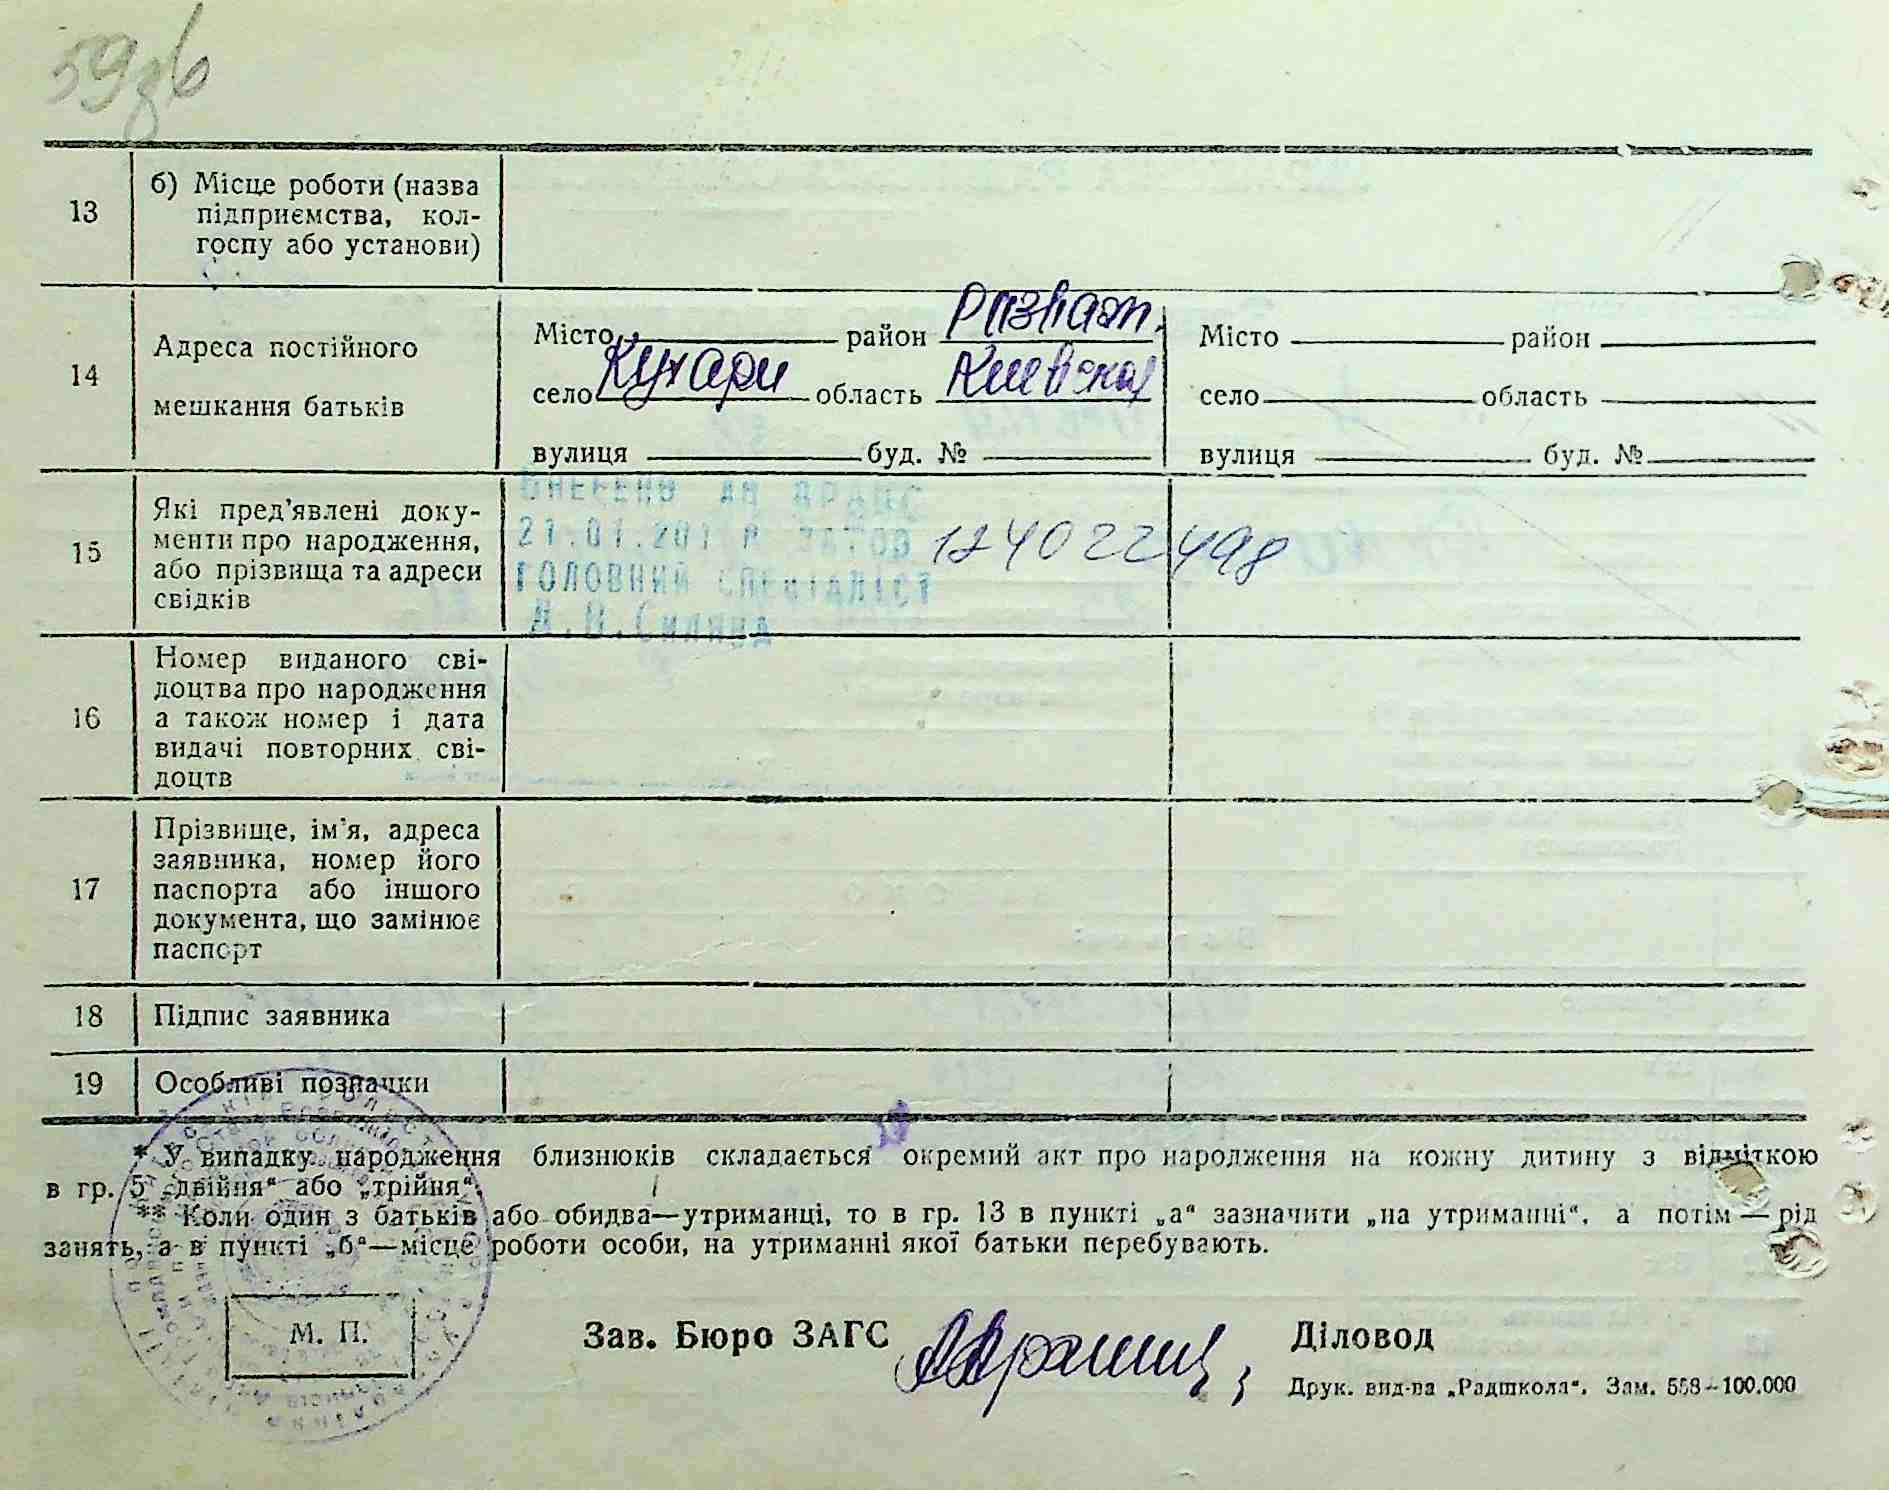 59зв
13
б) Місце роботи (назва
підприємства, кол-
госпу або установи)
14
Адреса постійного
мешкання батьків
Місто район Розваж.
село Кухари область Киевская
вулиця буд. №
Місто район
село область
вулиця буд. №
15
Які пред'явлені доку-
менти про народження,
або прізвища та адреси
свідків
ВНЕСЕНО ДО ДРАЦС
ГОЛОВНИЙ СПЕЦІАЛІСТ
124022498
16
Номер виданого сві-
доцтва про народження
а також номер і дата
видачі повторних сві-
доцтв
17
Прізвище, ім'я, адреса
заявника, номер його
паспорта або іншого
документа, що замінює
паспорт
18 Підпис заявника
19 Особливі позначки
* У випадку народження близнюків складається окремий акт про народження на кожну дитину з відміткою
в гр. 5 „двійня“ або „трійня“.
** Коли один з батьків або обидва—утриманці, то в гр. 13 в пункті „а“ зазначити „на утриманні“, а потім — рід
занять, а в пункті „б“—місце роботи особи, на утриманні якої батьки перебувають.
М. П.
Зав. Бюро ЗАГС
Діловод
Друк. вид-ва „Радшкола“. Зам. 558—100.000